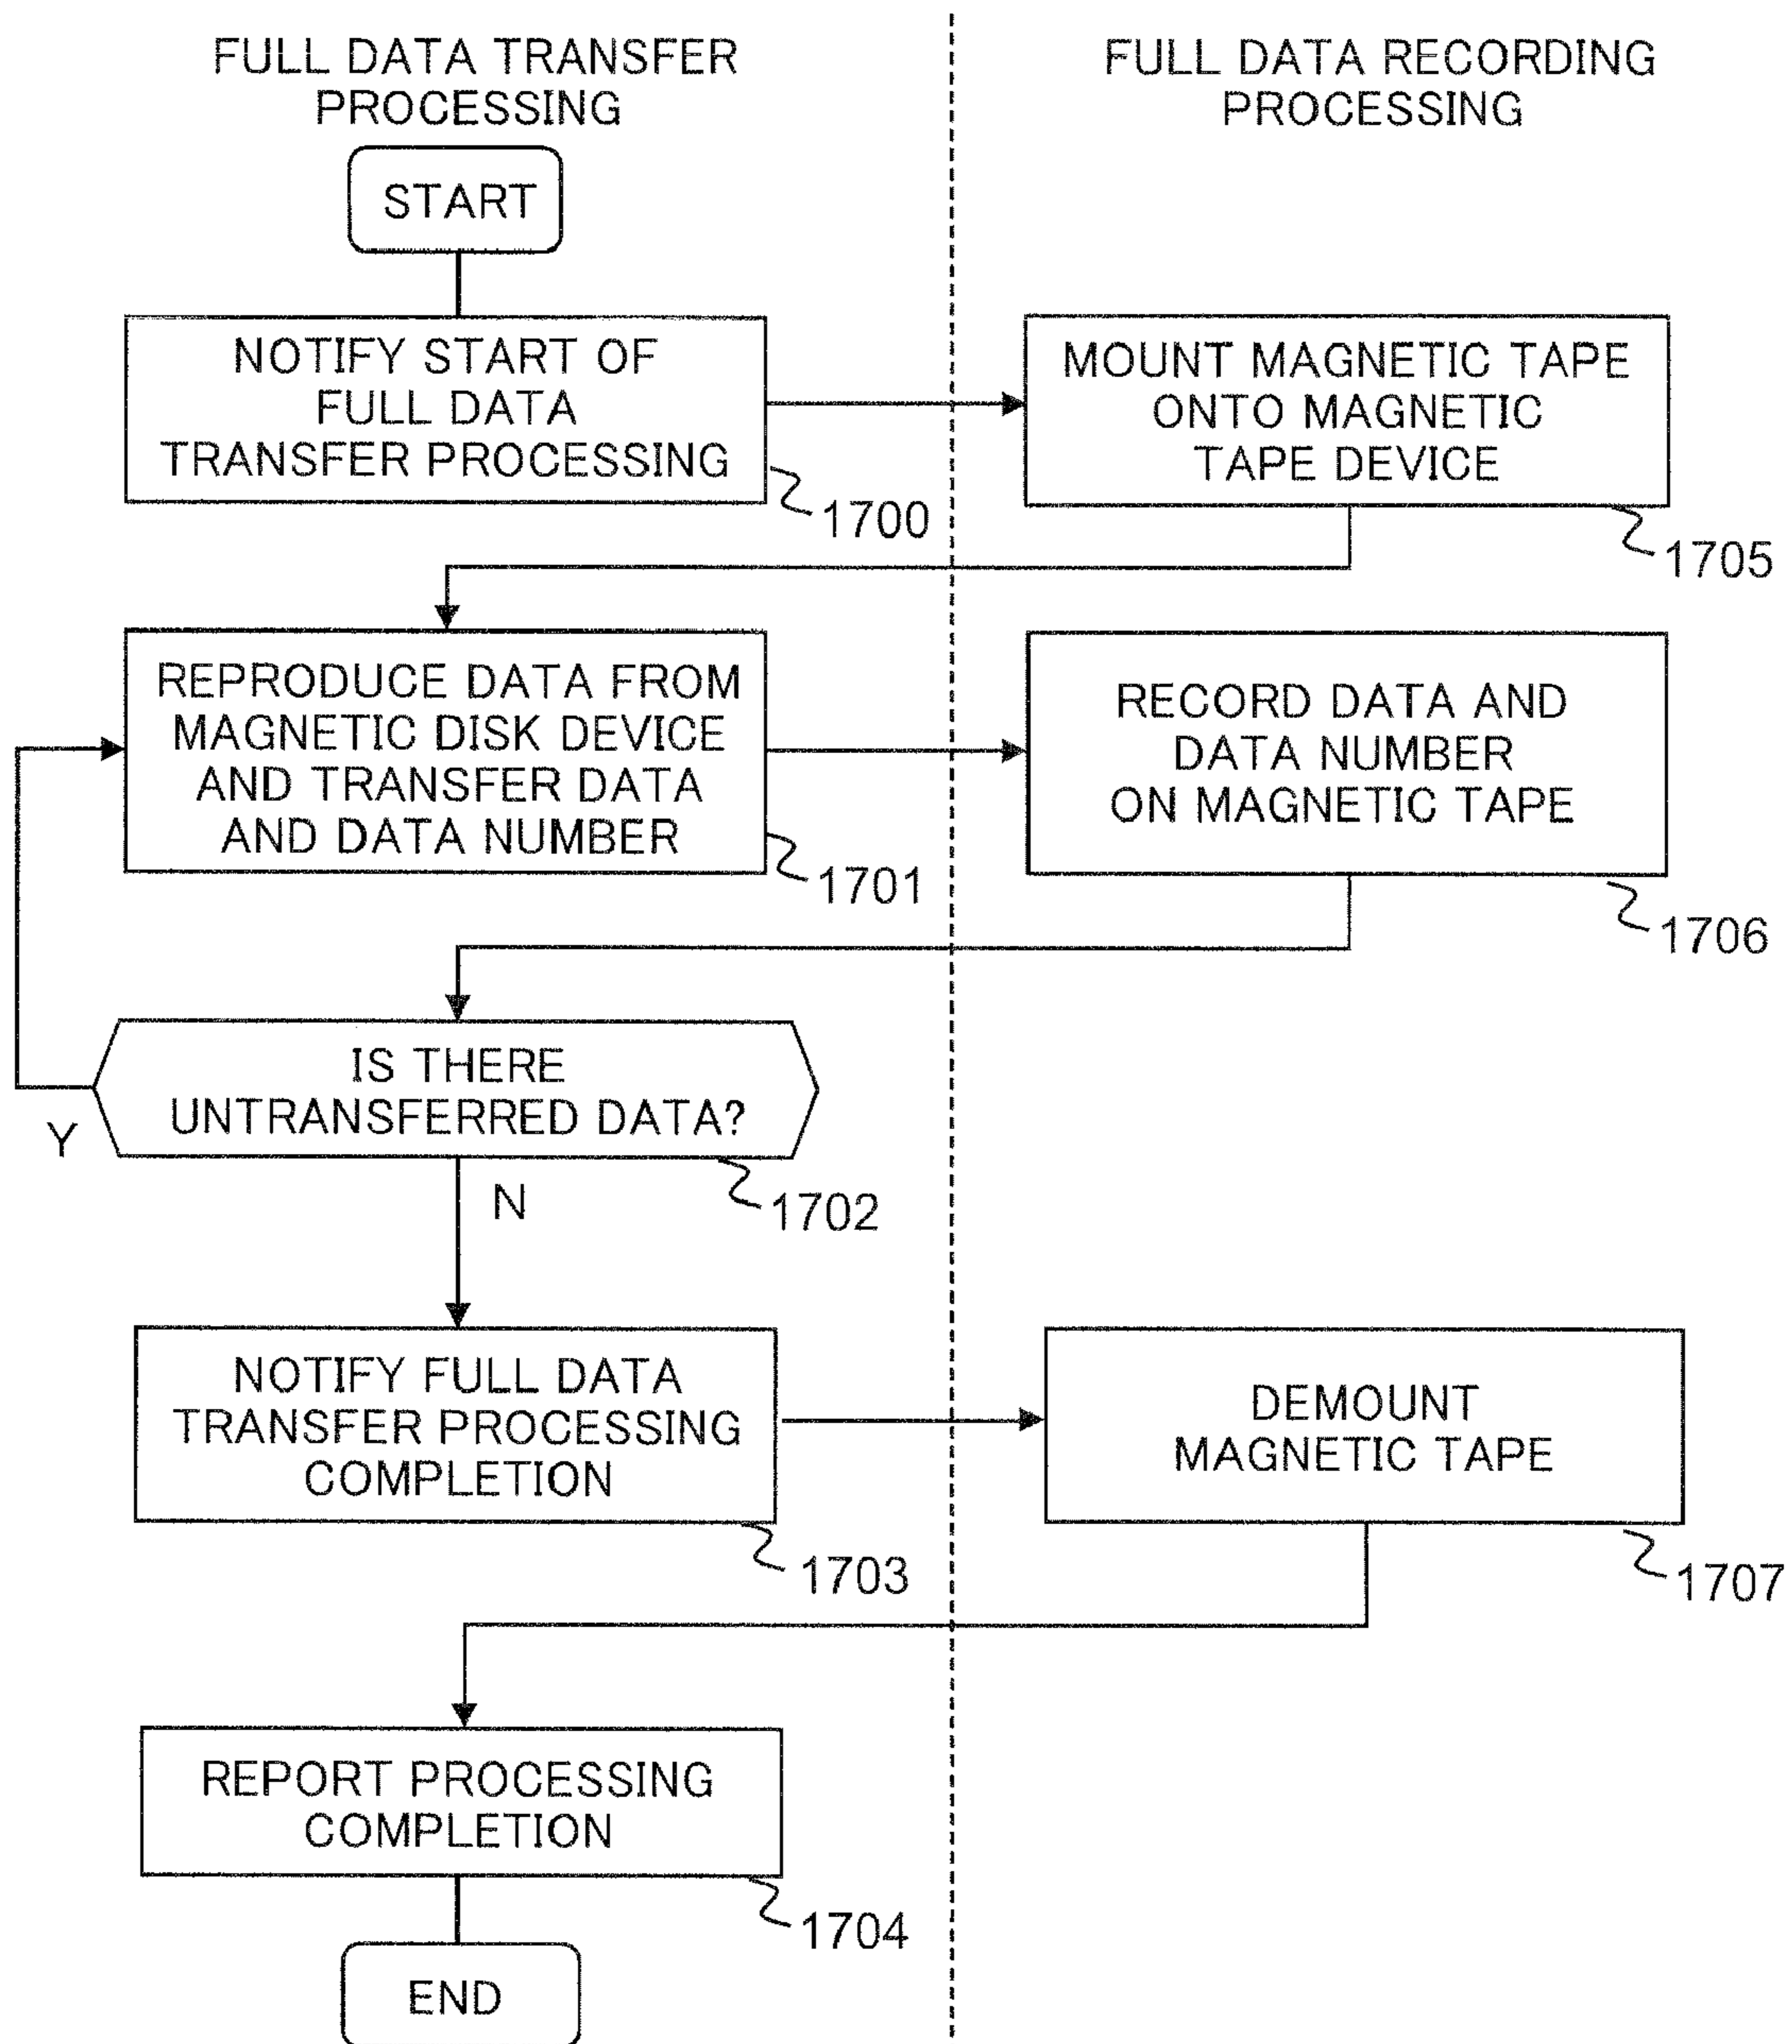 FULL DATA TRANSFER
PROCESSING
FULL DATA RECORDING
PROCESSING
START
NOTIFY START OF
FULL DATA
TRANSFER PROCESSING
1700
MOUNT MAGNETIC TAPE
ONTO MAGNETIC
TAPE DEVICE
1705
REPRODUCE DATA FROM
MAGNETIC DISK DEVICE
AND TRANSFER DATA
AND DATA NUMBER
1701
RECORD DATA AND
DATA NUMBER
ON MAGNETIC TAPE
1706
IS THERE
UNTRANSFERRED DATA?
Y
N
1702
NOTIFY FULL DATA
TRANSFER PROCESSING
COMPLETION
1703
DEMOUNT
MAGNETIC TAPE
1707
REPORT PROCESSING
COMPLETION
1704
END